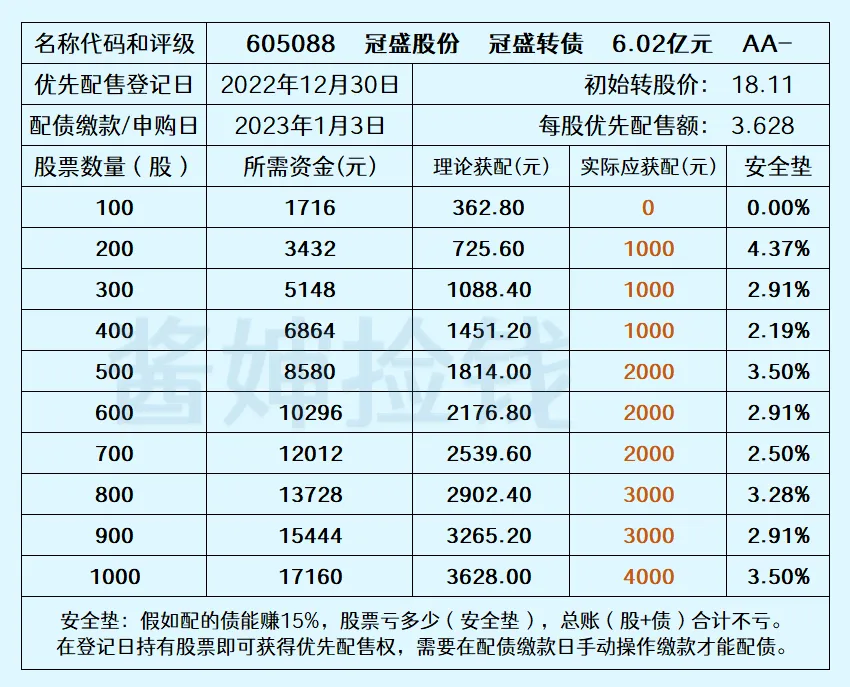 名称代码和评级 605088 冠盛股份 冠盛转债 6.02亿元 AA-
优先配售登记日 2022年12月30日 初始转股价： 18.11
配债缴款/申购日 2023年1月3日 每股优先配售额： 3.628
股票数量（股） 所需资金(元) 理论获配(元) 实际应获配(元) 安全垫
100 1716 362.80 0 0.00%
200 3432 725.60 1000 4.37%
300 5148 1088.40 1000 2.91%
400 6864 1451.20 1000 2.19%
500 8580 1814.00 2000 3.50%
600 10296 2176.80 2000 2.91%
700 12012 2539.60 2000 2.50%
800 13728 2902.40 3000 3.28%
900 15444 3265.20 3000 2.91%
1000 17160 3628.00 4000 3.50%
安全垫：假如配的债能赚15%，股票亏多少（安全垫），总账（股+债）合计不亏。
在登记日持有股票即可获得优先配售权，需要在配债缴款日手动操作缴款才能配债。
酱婶捡钱